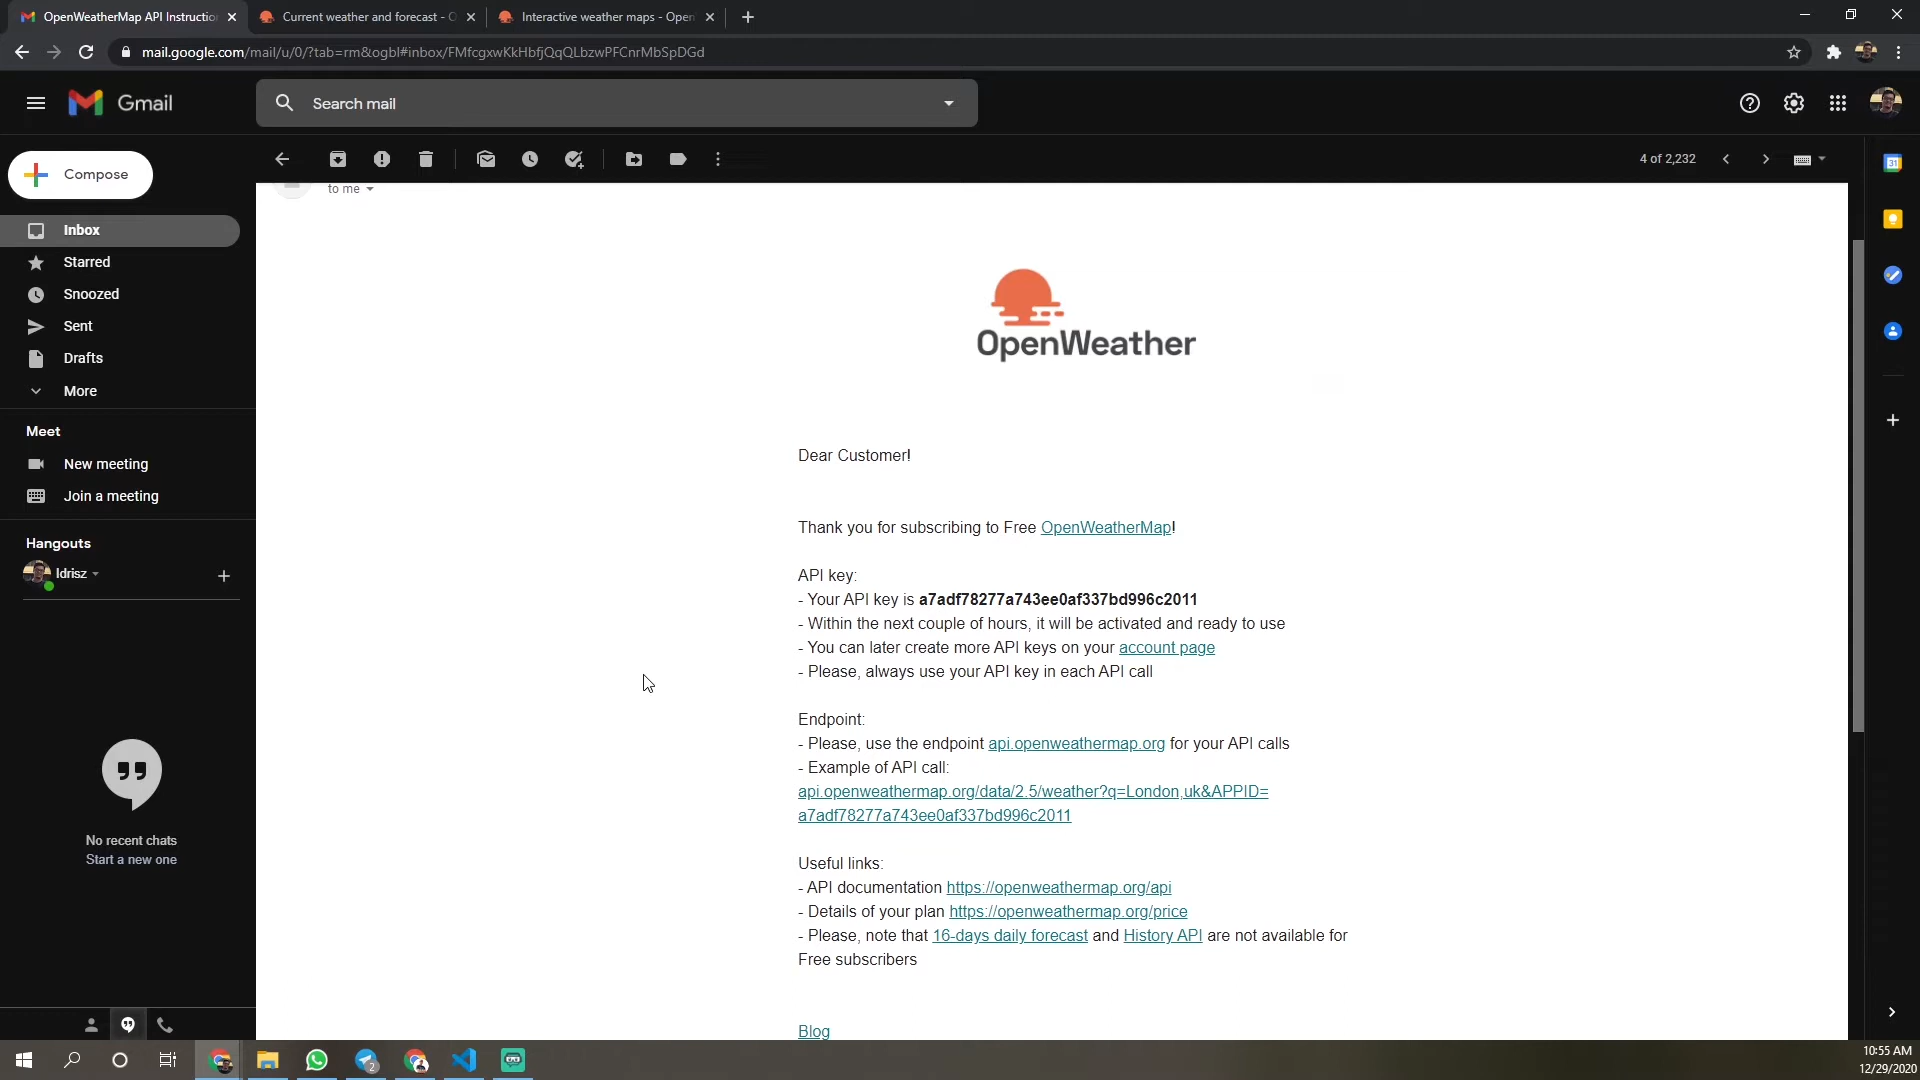 OpenWeatherMap API Instruction
Current weather and forecast - O
Interactive weather maps - Open
mail.google.com/mail/u/0/?tab=rm&ogbl#inbox/FMfcgxwKkHbfjQqQLbzwPFCnrMbSpDGd
Gmail
Search mail
Compose
4 of 2,232
to me
Inbox
Starred
Snoozed
Sent
Drafts
More
Meet
New meeting
Join a meeting
Hangouts
Idrisz
No recent chats
Start a new one
OpenWeather
Dear Customer!
Thank you for subscribing to Free OpenWeatherMap!
API key:
- Your API key is a7adf78277a743ee0af337bd996c2011
- Within the next couple of hours, it will be activated and ready to use
- You can later create more API keys on your account page
- Please, always use your API key in each API call
Endpoint:
- Please, use the endpoint api.openweathermap.org for your API calls
- Example of API call:
api.openweathermap.org/data/2.5/weather?q=London,uk&APPID=
a7adf78277a743ee0af337bd996c2011
Useful links:
- API documentation https://openweathermap.org/api
- Details of your plan https://openweathermap.org/price
- Please, note that 16-days daily forecast and History API are not available for
Free subscribers
Blog
31
2
10:55 AM
12/29/2020